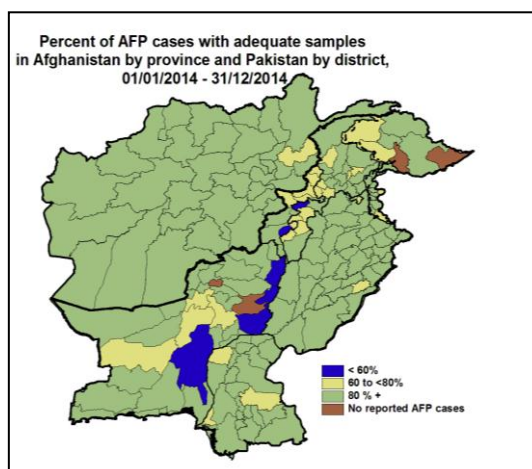 Percent of AFP cases with adequate samples
in Afghanistan by province and Pakistan by district,
01/01/2014 - 31/12/2014
< 60%
60 to <80%
80 % +
No reported AFP cases